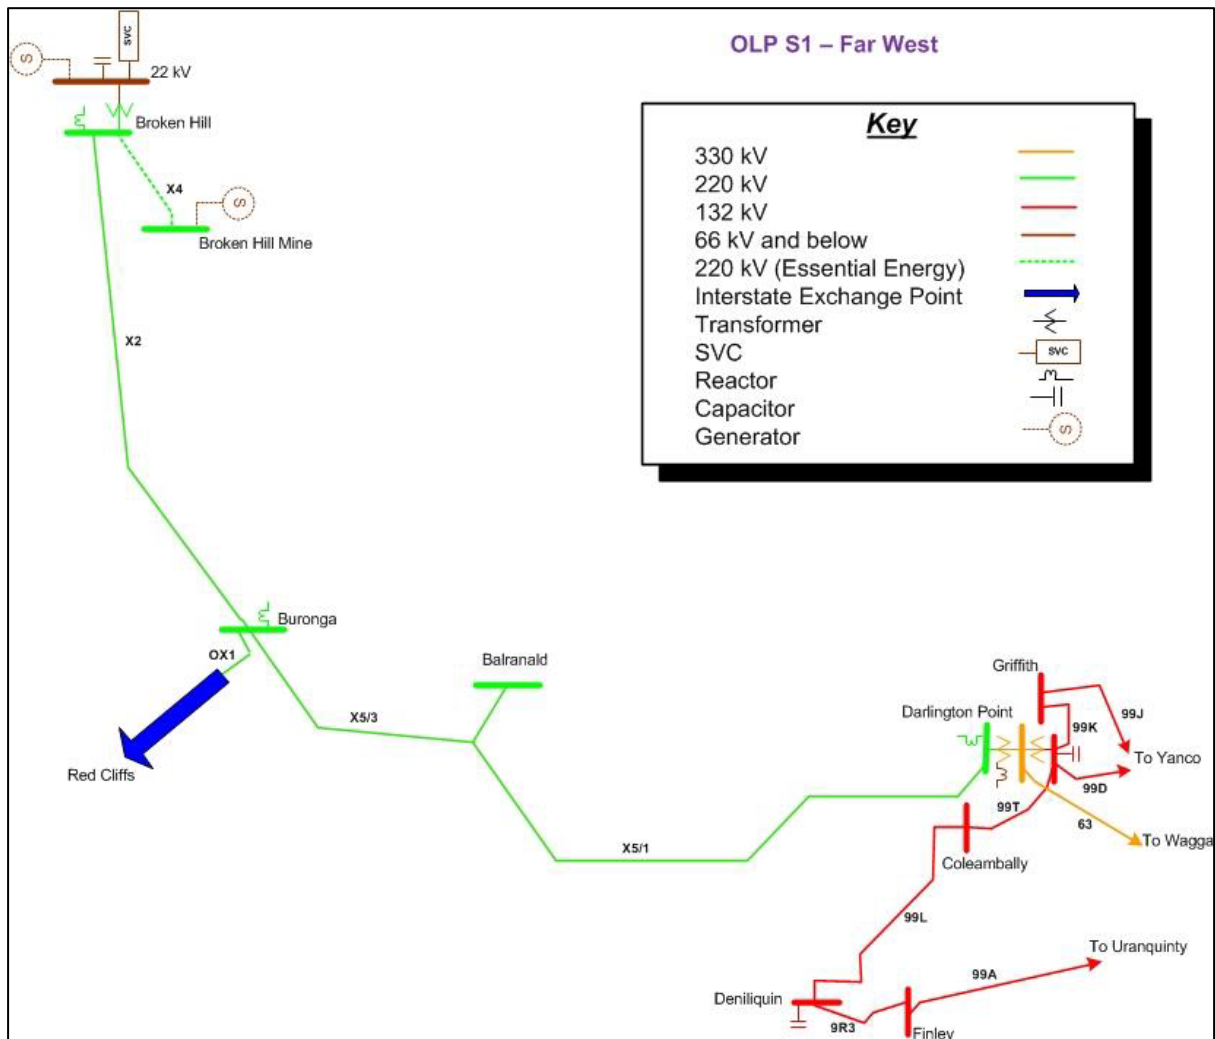 OLP S1 – Far West
SVC
S
22 kV
Broken Hill
X4
S
Broken Hill Mine
Key
330 kV
220 kV
132 kV
66 kV and below
220 kV (Essential Energy)
Interstate Exchange Point
Transformer
SVC
SVC
Reactor
Capacitor
Generator
S
X2
Buronga
OX1
Red Cliffs
X5/3
Balranald
X5/1
Griffith
Darlington Point
99J
99K
To Yanco
99D
99T
63
To Wagga
Coleambally
99L
To Uranquinty
99A
Deniliquin
9R3
Finley